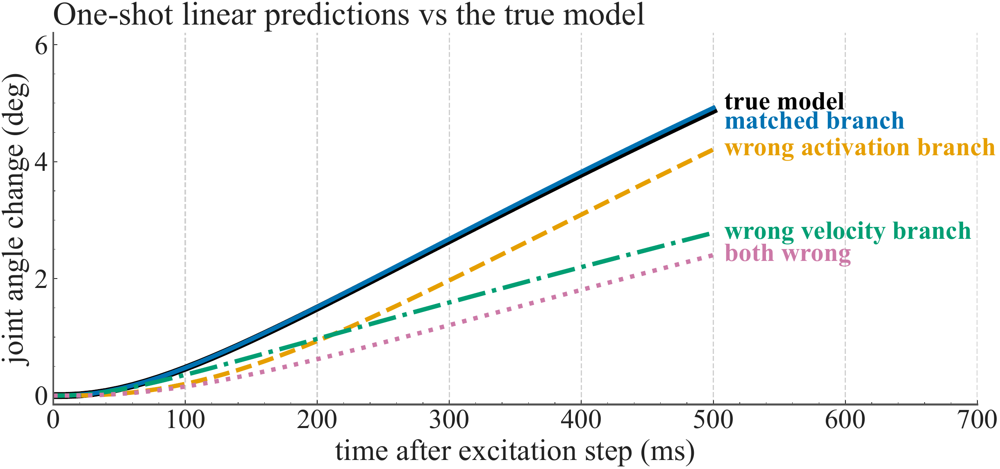 One-shot linear predictions vs the true model
joint angle change (deg)
6
4
2
0
true model
matched branch
wrong activation branch
wrong velocity branch
both wrong
0 100 200 300 400 500 600 700
time after excitation step (ms)